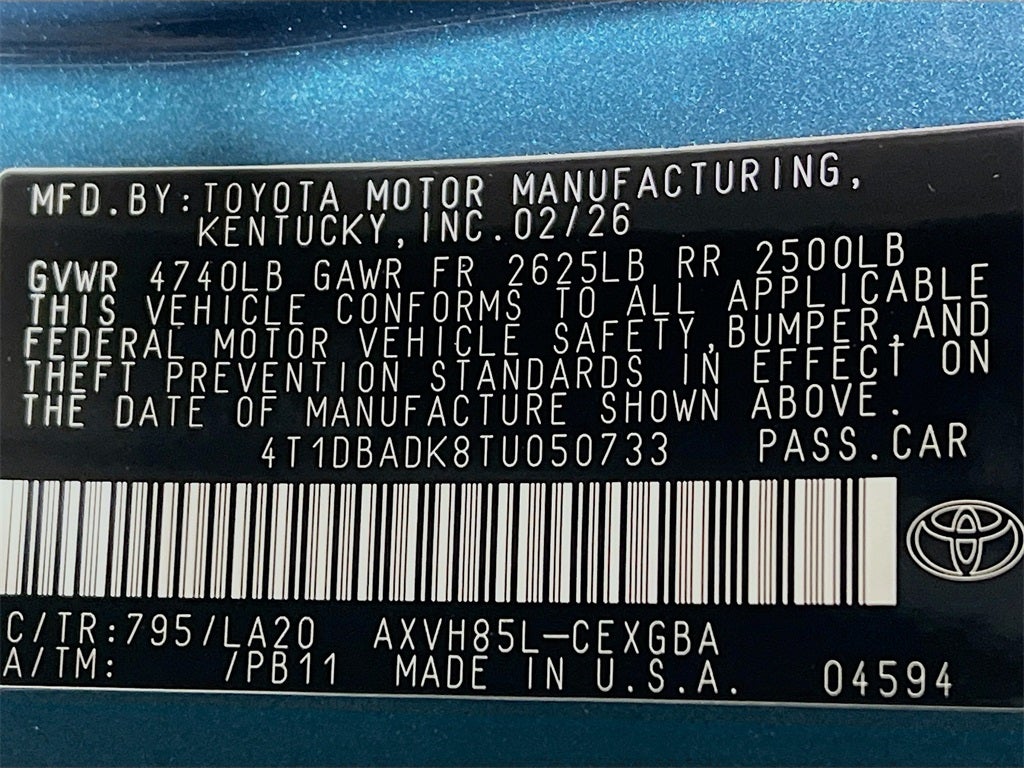 MFD.BY:TOYOTA MOTOR MANUFACTURING,
KENTUCKY,INC.02/26
GVWR 4740LB GAWR FR 2625LB RR 2500LB
THIS VEHICLE CONFORMS TO ALL APPLICABLE
FEDERAL MOTOR VEHICLE SAFETY,BUMPER,AND
THEFT PREVENTION STANDARDS IN EFFECT ON
THE DATE OF MANUFACTURE SHOWN ABOVE.
4T1DBADK8TU050733 PASS.CAR
C/TR:795/LA20 AXVH85L-CEXGBA
A/TM: /PB11 MADE IN U.S.A. 04594